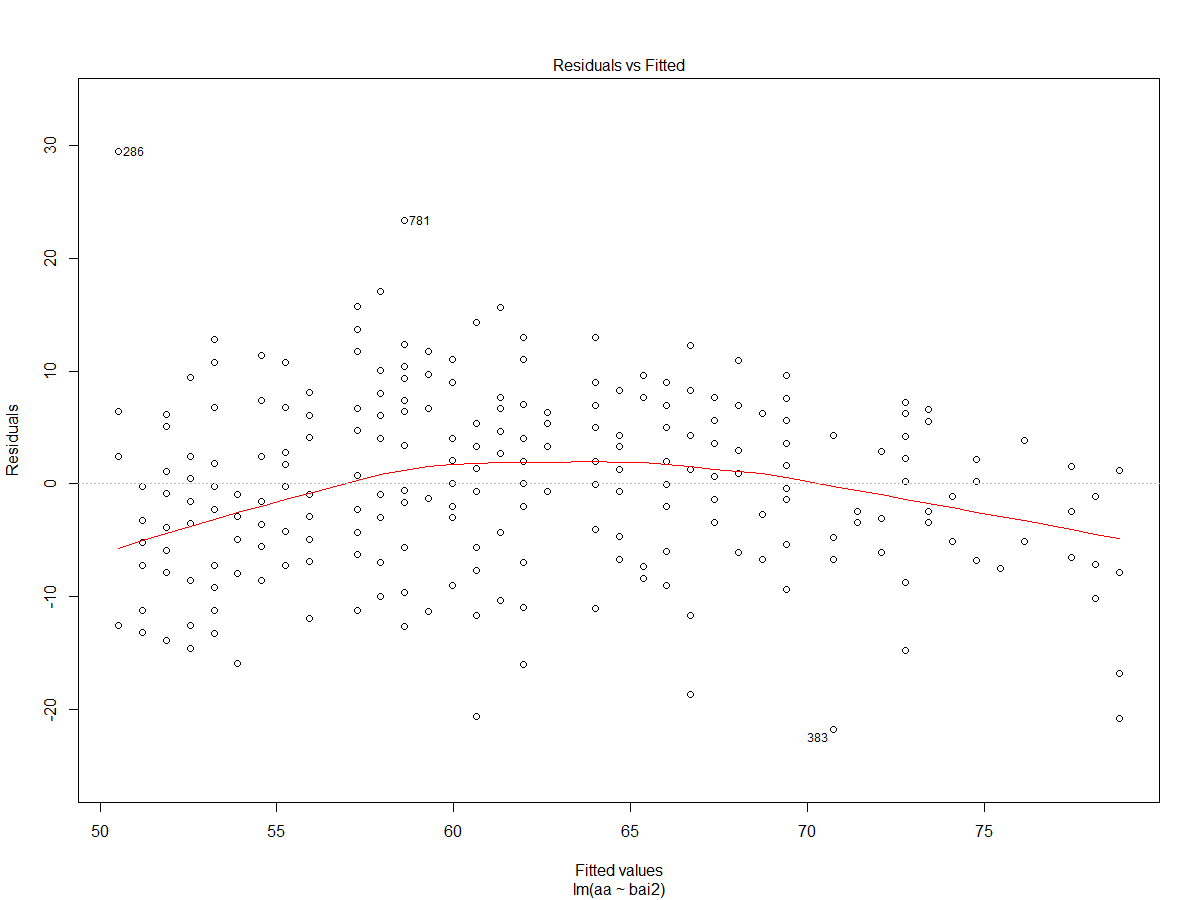 Residuals vs Fitted
30
20
10
0
-10
-20
Residuals
286
781
383
50 55 60 65 70 75
Fitted values
lm(aa ~ bai2)